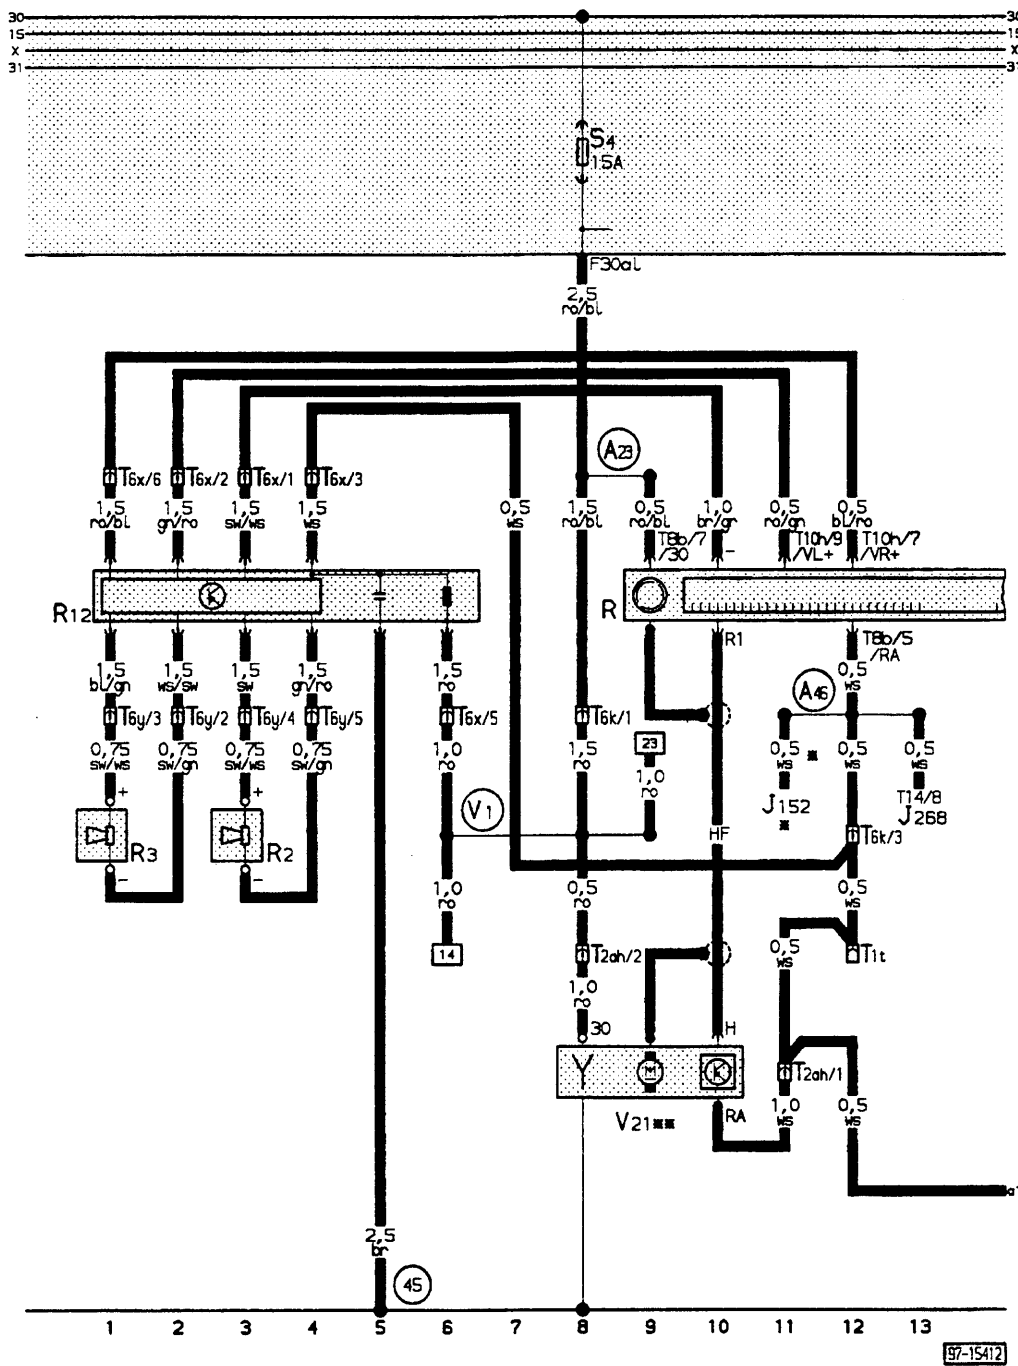 30 30
15 15
X X
31 31
S4
15A
F30al
2,5
ro/bl
A23
T6x/6 T6x/2 T6x/1 T6x/3
1,5 1,5 1,5 1,5 0,5 1,5 0,5 1,0 0,5 0,5
ro/bl gn/ro sw/ws ws ws ro/bl ro/bl br/gr ro/gn bl/ro
T8b/7 - T10h/9 T10h/7
/30 /VL+ /VR+
R12 R
R1 T8b/5
/RA
1,5 1,5 1,5 1,5 1,5 0,5
bl/gn ws/sw sw gn/ro ro ws
A46
T6y/3 T6y/2 T6y/4 T6y/5 T6x/5 T6k/1
23
0,75 0,75 0,75 0,75 1,0 1,5 0,5 0,5 0,5
sw/ws sw/gn sw/ws sw/gn ro ro ws ws ws
1,0
ro
+ + V1 J152 T14/8
J268
R3 R2 HF T6k/3
- -
1,0 0,5 0,5
ro ro ws
14 T2ah/2 0,5 T1t
ws
1,0
ro
30 H
M
T2ah/1
V21 RA 1,0 0,5
ws ws
a1
2,5
br
45
1 2 3 4 5 6 7 8 9 10 11 12 13
97-15412